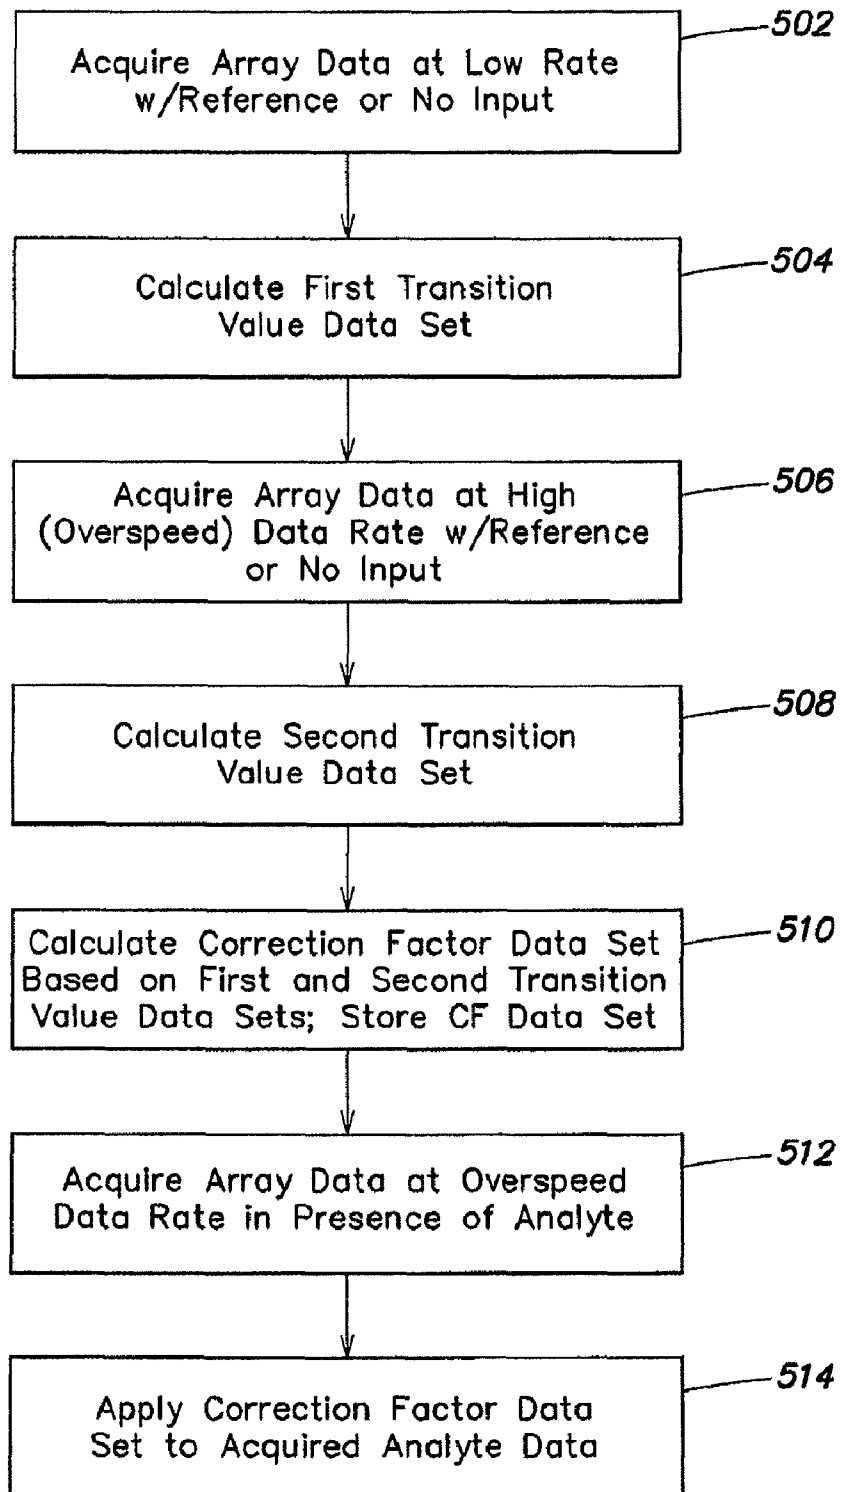 502
Acquire Array Data at Low Rate
w/Reference or No Input
504
Calculate First Transition
Value Data Set
506
Acquire Array Data at High
(Overspeed) Data Rate w/Reference
or No Input
508
Calculate Second Transition
Value Data Set
510
Calculate Correction Factor Data Set
Based on First and Second Transition
Value Data Sets; Store CF Data Set
512
Acquire Array Data at Overspeed
Data Rate in Presence of Analyte
514
Apply Correction Factor Data
Set to Acquired Analyte Data